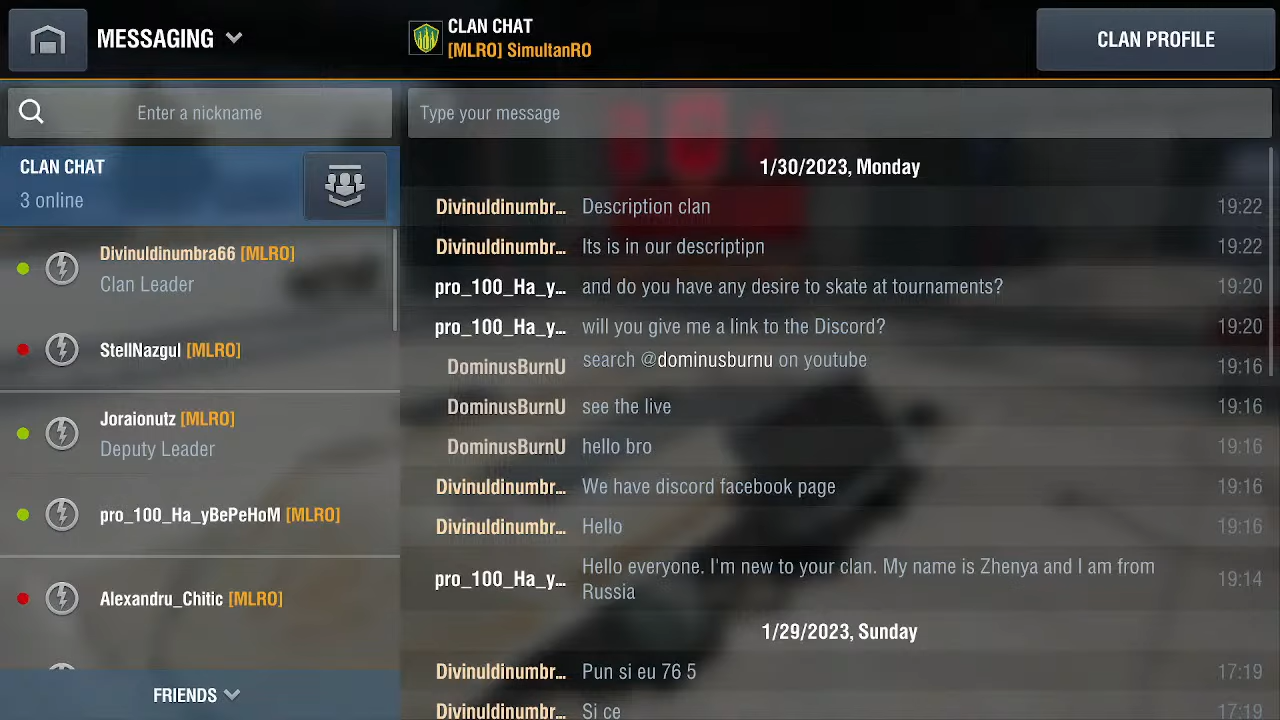 MESSAGING
CLAN CHAT
[MLRO] SimultanRO
CLAN PROFILE
Enter a nickname
CLAN CHAT
3 online
Divinuldinumbra66 [MLRO]
Clan Leader
StellNazgul [MLRO]
Joraionutz [MLRO]
Deputy Leader
pro_100_Ha_yBePeHoM [MLRO]
Alexandru_Chitic [MLRO]
FRIENDS
Type your message
1/30/2023, Monday
Divinuldinumbr... Description clan 19:22
Divinuldinumbr... Its is in our descriptipn 19:22
pro_100_Ha_y... and do you have any desire to skate at tournaments? 19:20
pro_100_Ha_y... will you give me a link to the Discord? 19:20
DominusBurnU search @dominusburnu on youtube 19:16
DominusBurnU see the live 19:16
DominusBurnU hello bro 19:16
Divinuldinumbr... We have discord facebook page 19:16
Divinuldinumbr... Hello 19:16
pro_100_Ha_y... Hello everyone. I'm new to your clan. My name is Zhenya and I am from 19:14
Russia
1/29/2023, Sunday
Divinuldinumbr... Pun si eu 76 5 17:19
Divinuldinumbr... Si ce 17:19